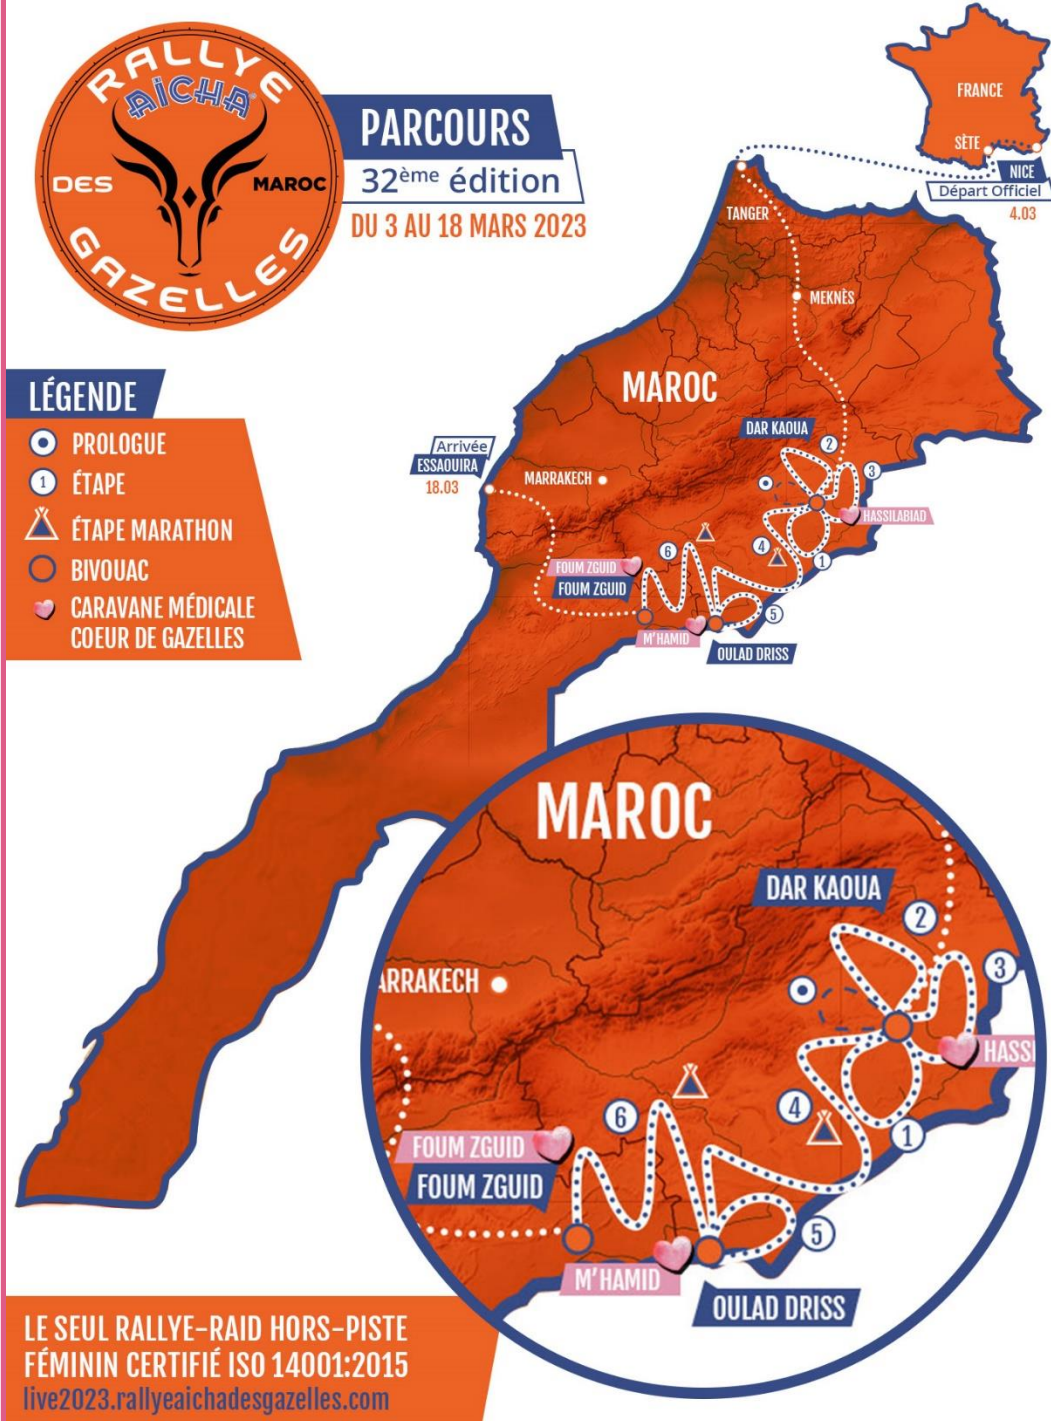 RALLYE
AÏCHA
DES
MAROC
GAZELLES
PARCOURS
32ème édition
DU 3 AU 18 MARS 2023
FRANCE
SÈTE
NICE
Départ Officiel
4.03
TANGER
MEKNÈS
MAROC
LÉGENDE
PROLOGUE
1 ÉTAPE
ÉTAPE MARATHON
BIVOUAC
CARAVANE MÉDICALE
COEUR DE GAZELLES
Arrivée
ESSAOUIRA
18.03
MARRAKECH
DAR KAOUA
2
3
HASSILABIAD
4
1
6
FOUM ZGUID
FOUM ZGUID
5
M'HAMID
OULAD DRISS
MAROC
DAR KAOUA
2
ARRAKECH
3
HASSI
4
1
6
FOUM ZGUID
FOUM ZGUID
5
M'HAMID
OULAD DRISS
LE SEUL RALLYE-RAID HORS-PISTE
FÉMININ CERTIFIÉ ISO 14001:2015
live2023.rallyeaichadesgazelles.com